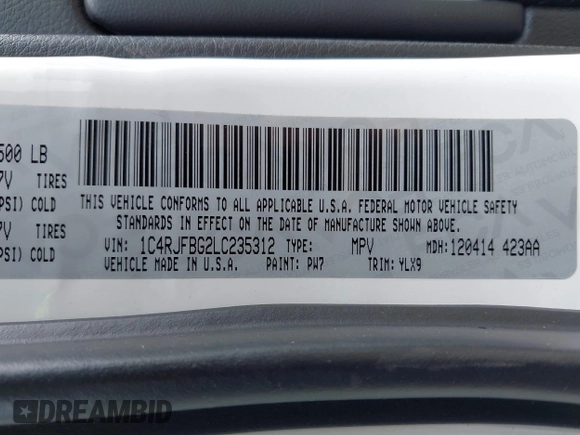 500 LB
7V TIRES
PSI) COLD
7V TIRES
PSI) COLD
THIS VEHICLE CONFORMS TO ALL APPLICABLE U.S.A. FEDERAL MOTOR VEHICLE SAFETY
STANDARDS IN EFFECT ON THE DATE OF MANUFACTURE SHOWN ABOVE.
VIN: 1C4RJFBG2LC235312 TYPE: MPV MDH: 120414 423AA
VEHICLE MADE IN U.S.A. PAINT: PW7 TRIM: YLX9
DREAMBID